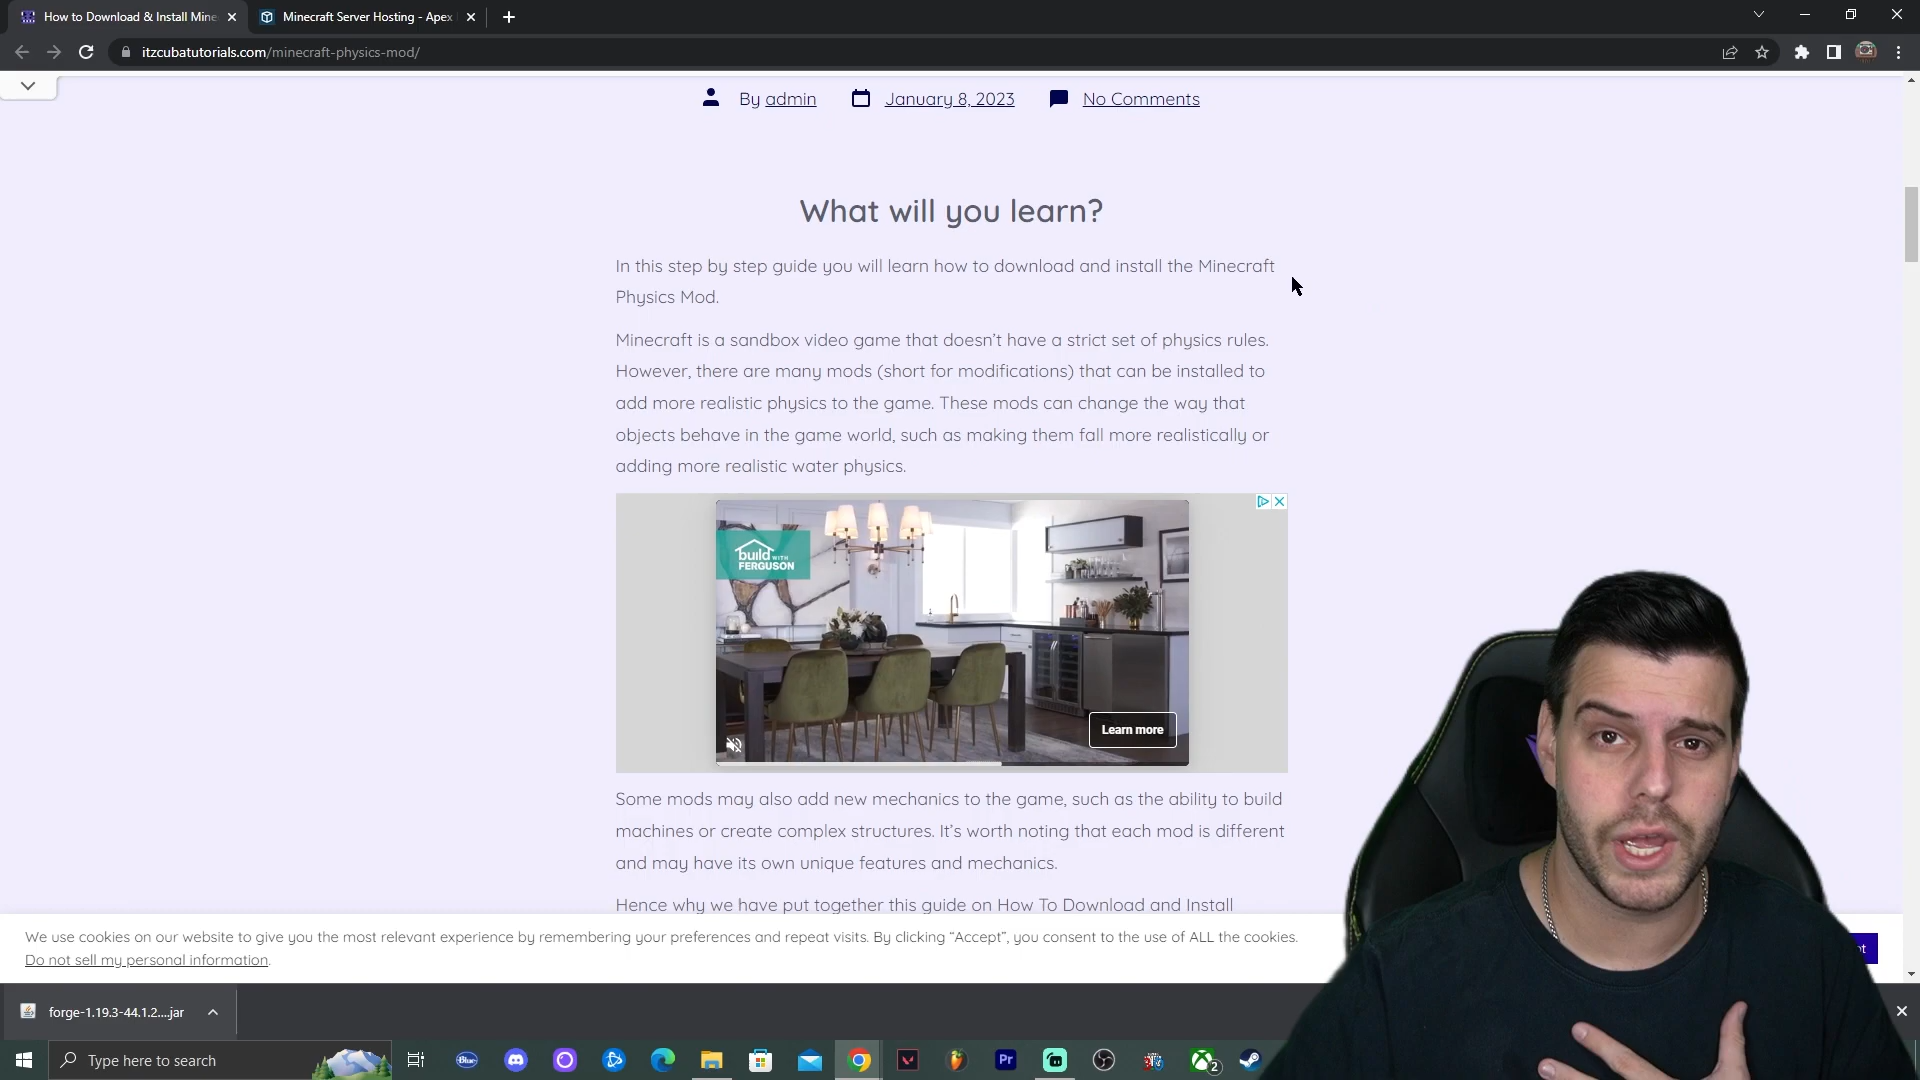 How to Download & Install Mine
Minecraft Server Hosting - Apex
itzcubatutorials.com/minecraft-physics-mod/
By admin
January 8, 2023
No Comments
What will you learn?
In this step by step guide you will learn how to download and install the Minecraft
Physics Mod.
Minecraft is a sandbox video game that doesn’t have a strict set of physics rules.
However, there are many mods (short for modifications) that can be installed to
add more realistic physics to the game. These mods can change the way that
objects behave in the game world, such as making them fall more realistically or
adding more realistic water physics.
build WITH
FERGUSON
Learn more
Some mods may also add new mechanics to the game, such as the ability to build
machines or create complex structures. It’s worth noting that each mod is different
and may have its own unique features and mechanics.
Hence why we have put together this guide on How To Download and Install
We use cookies on our website to give you the most relevant experience by remembering your preferences and repeat visits. By clicking “Accept”, you consent to the use of ALL the cookies.
Do not sell my personal information.
forge-1.19.3-44.1.2....jar
Type here to search
Blue
Pr
2